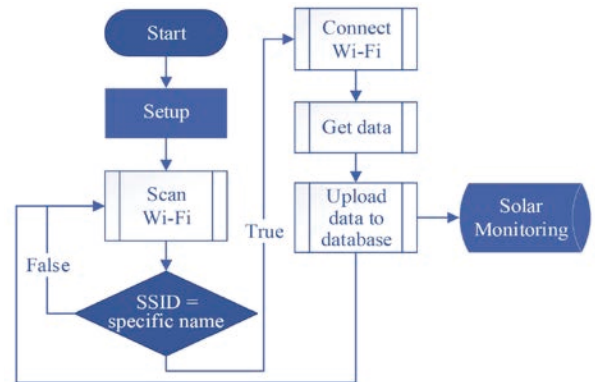 Start
Setup
Scan
Wi-Fi
False
SSID =
specific name
True
Connect
Wi-Fi
Get data
Upload
data to
database
Solar
Monitoring